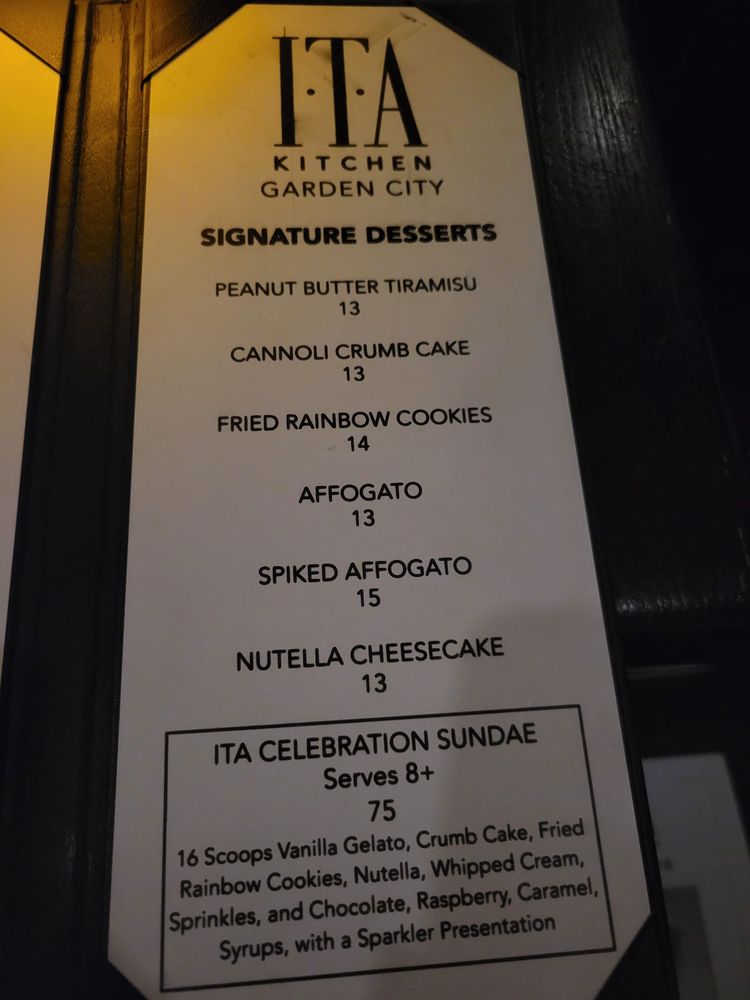 I·T·A
KITCHEN
GARDEN CITY
SIGNATURE DESSERTS
PEANUT BUTTER TIRAMISU
13
CANNOLI CRUMB CAKE
13
FRIED RAINBOW COOKIES
14
AFFOGATO
13
SPIKED AFFOGATO
15
NUTELLA CHEESECAKE
13
ITA CELEBRATION SUNDAE
Serves 8+
75
16 Scoops Vanilla Gelato, Crumb Cake, Fried
Rainbow Cookies, Nutella, Whipped Cream,
Sprinkles, and Chocolate, Raspberry, Caramel,
Syrups, with a Sparkler Presentation